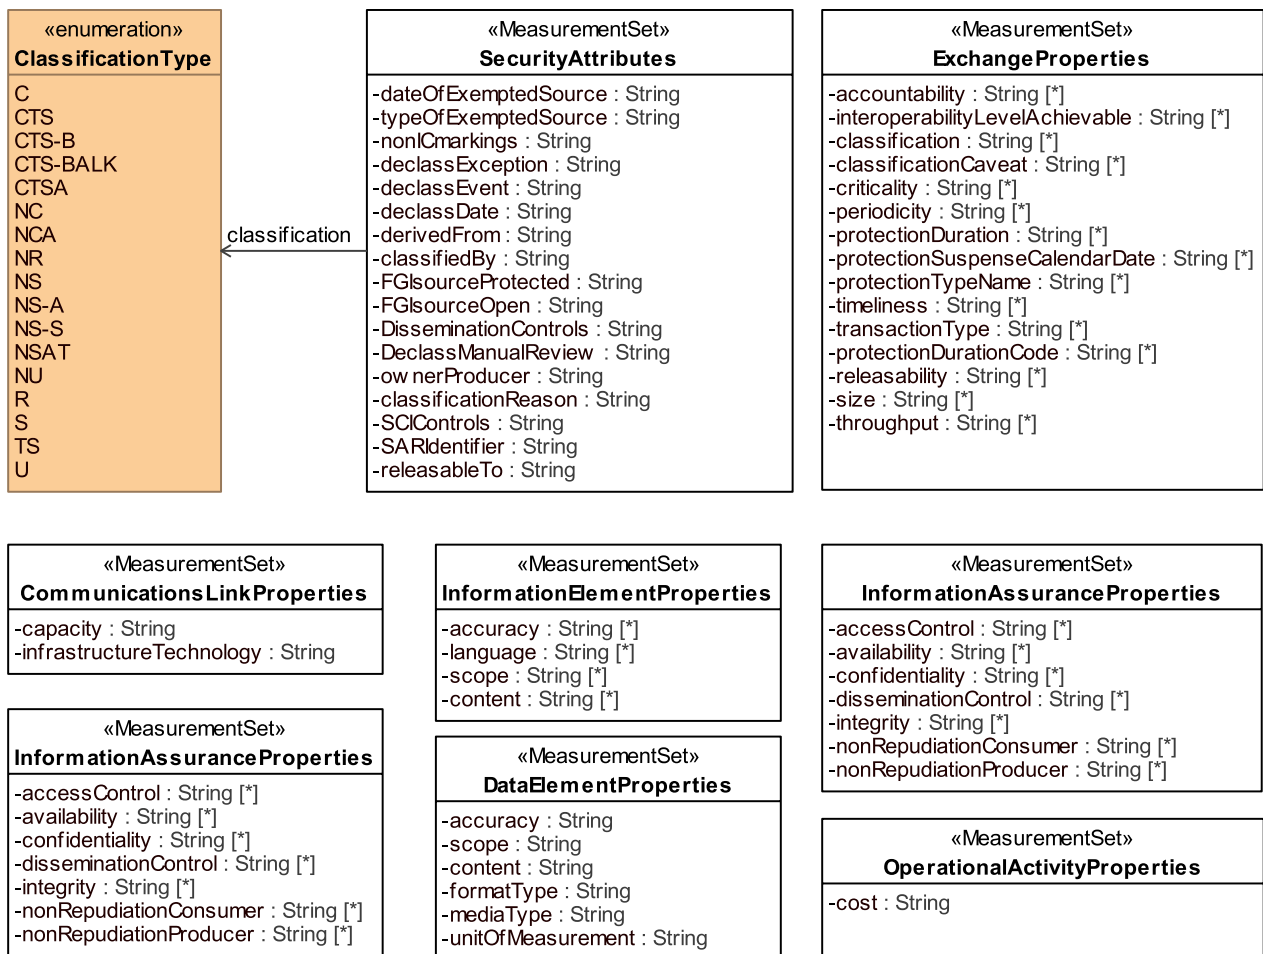 «enumeration»
ClassificationType
C
CTS
CTS-B
CTS-BALK
CTSA
NC
NCA
NR
NS
NS-A
NS-S
NSAT
NU
R
S
TS
U
classification
«MeasurementSet»
SecurityAttributes
-dateOfExemptedSource : String
-typeOfExemptedSource : String
-nonICmarkings : String
-declassException : String
-declassEvent : String
-declassDate : String
-derivedFrom : String
-classifiedBy : String
-FGIsourceProtected : String
-FGIsourceOpen : String
-DisseminationControls : String
-DeclassManualReview : String
-ownerProducer : String
-classificationReason : String
-SCIControls : String
-SARIdentifier : String
-releasableTo : String
«MeasurementSet»
ExchangeProperties
-accountability : String [*]
-interoperabilityLevelAchievable : String [*]
-classification : String [*]
-classificationCaveat : String [*]
-criticality : String [*]
-periodicity : String [*]
-protectionDuration : String [*]
-protectionSuspenseCalendarDate : String [*]
-protectionTypeName : String [*]
-timeliness : String [*]
-transactionType : String [*]
-protectionDurationCode : String [*]
-releasability : String [*]
-size : String [*]
-throughput : String [*]
«MeasurementSet»
CommunicationsLinkProperties
-capacity : String
-infrastructureTechnology : String
«MeasurementSet»
InformationElementProperties
-accuracy : String [*]
-language : String [*]
-scope : String [*]
-content : String [*]
«MeasurementSet»
InformationAssuranceProperties
-accessControl : String [*]
-availability : String [*]
-confidentiality : String [*]
-disseminationControl : String [*]
-integrity : String [*]
-nonRepudiationConsumer : String [*]
-nonRepudiationProducer : String [*]
«MeasurementSet»
InformationAssuranceProperties
-accessControl : String [*]
-availability : String [*]
-confidentiality : String [*]
-disseminationControl : String [*]
-integrity : String [*]
-nonRepudiationConsumer : String [*]
-nonRepudiationProducer : String [*]
«MeasurementSet»
DataElementProperties
-accuracy : String
-scope : String
-content : String
-formatType : String
-mediaType : String
-unitOfMeasurement : String
«MeasurementSet»
OperationalActivityProperties
-cost : String